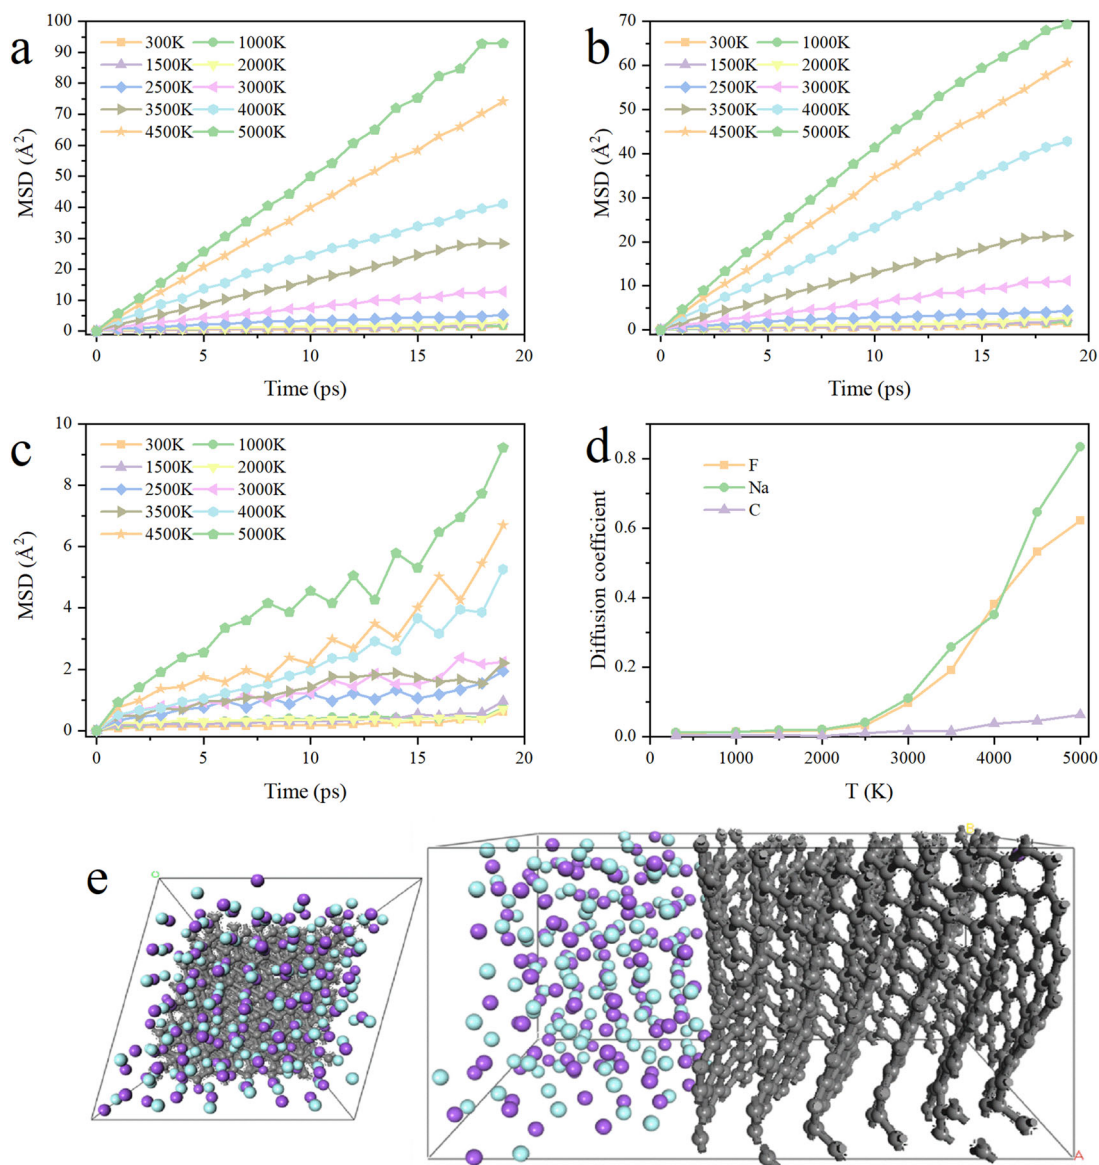 a
100
90
80
70
60
50
40
30
20
10
0
MSD (Å²)
300K 1000K
1500K 2000K
2500K 3000K
3500K 4000K
4500K 5000K
0 5 10 15 20
Time (ps)
b
70
60
50
40
30
20
10
0
MSD (Å²)
300K 1000K
1500K 2000K
2500K 3000K
3500K 4000K
4500K 5000K
0 5 10 15 20
Time (ps)
c
10
8
6
4
2
0
MSD (Å²)
300K 1000K
1500K 2000K
2500K 3000K
3500K 4000K
4500K 5000K
0 5 10 15 20
Time (ps)
d
0.8
0.6
0.4
0.2
0.0
Diffusion coefficient
F
Na
C
0 1000 2000 3000 4000 5000
T (K)
e
B
A